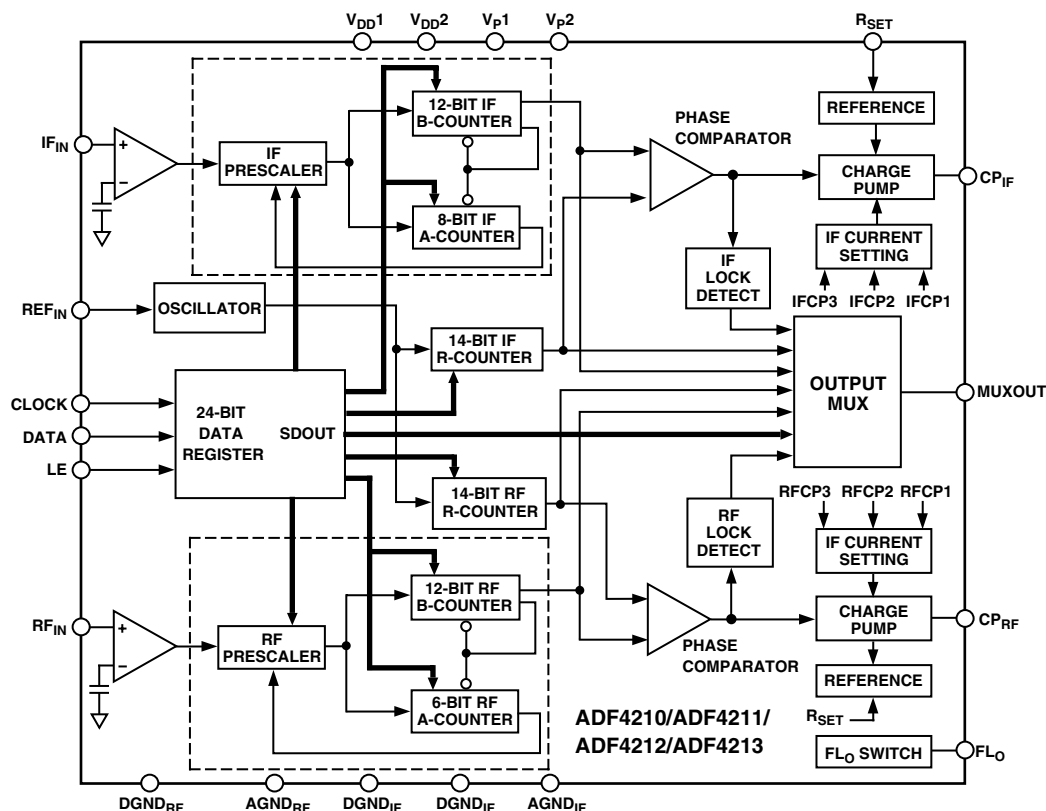 VDD1
VDD2
VP1
VP2
RSET
12-BIT IF
B-COUNTER
PHASE
COMPARATOR
REFERENCE
IFIN
+
−
IF
PRESCALER
CHARGE
PUMP
CPIF
8-BIT IF
A-COUNTER
IF CURRENT
SETTING
IF
LOCK
DETECT
IFCP3
IFCP2
IFCP1
REFIN
OSCILLATOR
14-BIT IF
R-COUNTER
OUTPUT
MUX
MUXOUT
CLOCK
DATA
LE
24-BIT
DATA
REGISTER
SDOUT
14-BIT RF
R-COUNTER
RFCP3
RFCP2
RFCP1
RF
LOCK
DETECT
IF CURRENT
SETTING
12-BIT RF
B-COUNTER
RFIN
+
−
RF
PRESCALER
CHARGE
PUMP
CPRF
PHASE
COMPARATOR
REFERENCE
6-BIT RF
A-COUNTER
RSET
ADF4210/ADF4211/
ADF4212/ADF4213
FLO SWITCH
FLO
DGNDRF
AGNDRF
DGNDIF
DGNDIF
AGNDIF